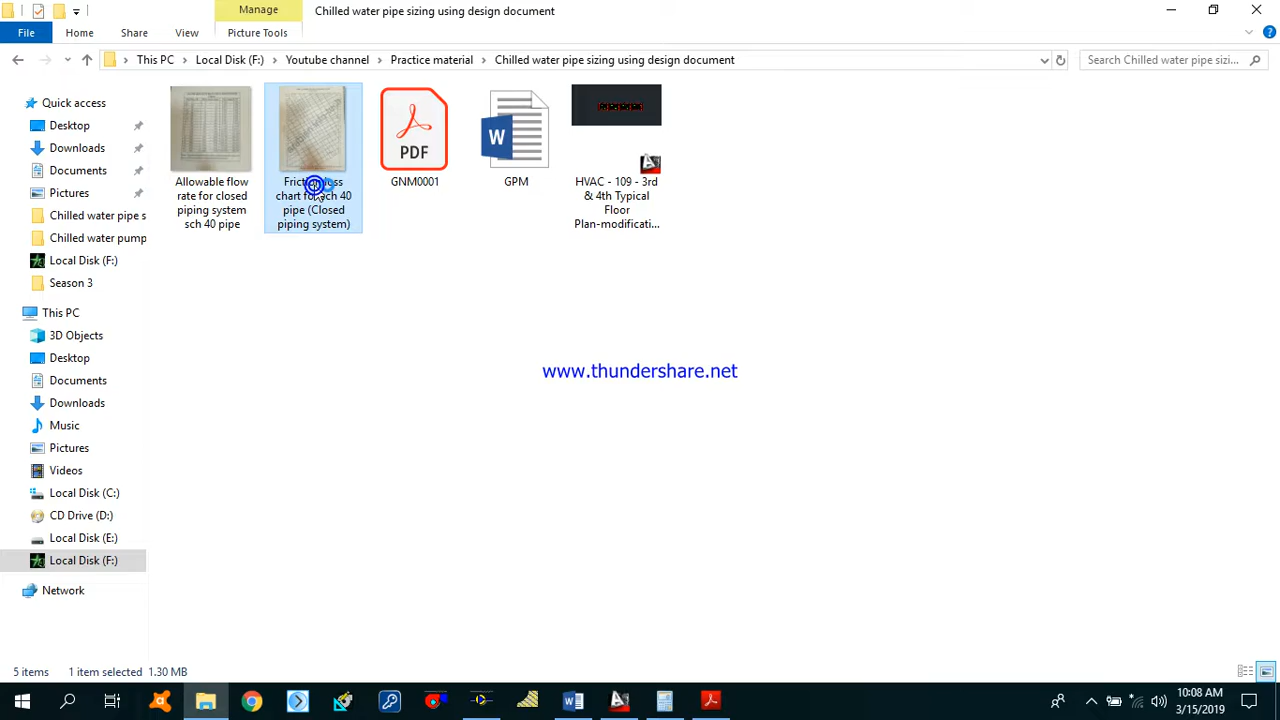 Manage
Chilled water pipe sizing using design document
File
Home
Share
View
Picture Tools
This PC
Local Disk (F:)
Youtube channel
Practice material
Chilled water pipe sizing using design document
Search Chilled water pipe sizi...
Quick access
Desktop
Downloads
Documents
Pictures
Chilled water pipe s
Chilled water pump
Local Disk (F:)
Season 3
This PC
3D Objects
Desktop
Documents
Downloads
Music
Pictures
Videos
Local Disk (C:)
CD Drive (D:)
Local Disk (E:)
Local Disk (F:)
Network
Allowable flow
rate for closed
piping system
sch 40 pipe
chart
40
pipe (Closed
piping system)
PDF
GNM0001
W
GPM
HVAC - 109 - 3rd
& 4th Typical
Floor
Plan-modificati...
www.thundershare.net
5 items
1 item selected
1.30 MB
10:08 AM
3/15/2019